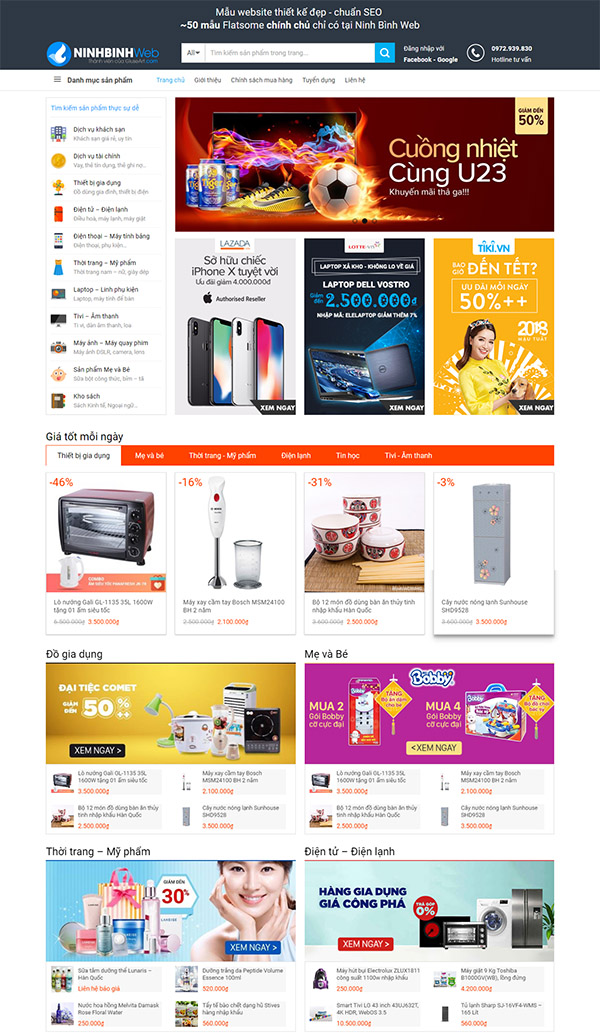 Mẫu website thiết kế đẹp - chuẩn SEO
~50 mẫu Flatsome chính chủ chỉ có tại Ninh Bình Web
NINHBINHWeb
Thành viên của GiuseArt.com
All
Tìm kiếm sản phẩm trong trang...
Đăng nhập với
Facebook - Google
0972.939.830
Hotline tư vấn
Danh mục sản phẩm
Trang chủ
Giới thiệu
Chính sách mua hàng
Tuyển dụng
Liên hệ
Tìm kiếm sản phẩm thực sự dễ
Dịch vụ khách sạn
Khách sạn giá rẻ, uy tín
Dịch vụ tài chính
Vay, thẻ tín dụng, thẻ ghi nợ...
Thiết bị gia dụng
Đồ dùng gia đình, thiết bị điện
Điện tử – Điện lạnh
Điều hoà, máy lạnh, máy giặt
Điện thoại – Máy tính bảng
Điện thoại, phụ kiện...
Thời trang – Mỹ phẩm
Thời trang nam – nữ, giày dép
Laptop – Linh phụ kiện
Laptop, máy tính để bàn
Tivi – Âm thanh
Ti vi, dàn âm thanh, loa
Máy ảnh – Máy quay phim
Máy ảnh DSLR, camera, lens
Sản phẩm Mẹ và Bé
Sữa bột công thức, bỉm – tã
Kho sách
Sách Kinh tế, Ngoại ngữ...
GIẢM ĐẾN
50%
Cuồng nhiệt
Cùng U23
Khuyến mãi thả ga!!!
LAZADA
Sở hữu chiếc
iPhone X tuyệt vời
Ưu đãi giảm 4.000.000đ
Authorised Reseller
XEM NGAY
LOTTE.VN
LAPTOP XẢ KHO - KHÔNG LO VỀ GIÁ
LAPTOP DELL VOSTRO
Giảm đến 2.500.000đ
NHẬP MÃ: ELELAPTOP GIẢM THÊM 7%
XEM NGAY
TIKI.VN
BAO GIỜ ĐẾN TẾT?
ƯU ĐÃI MỖI NGÀY
50%++
2018
MẬU TUẤT
XEM NGAY
Giá tốt mỗi ngày
Thiết bị gia dụng
Mẹ và bé
Thời trang - Mỹ phẩm
Điện lạnh
Tin học
Tivi - Âm thanh
-46%
COMBO
Lò nướng Gali GL-1135 35L 1600W tặng 01 ấm siêu tốc
6.500.000₫ 3.500.000₫
-16%
Máy xay cầm tay Bosch MSM24100 BH 2 năm
2.500.000₫ 2.100.000₫
-31%
Bộ 12 món đồ dùng bàn ăn thủy tinh nhập khẩu Hàn Quốc
3.600.000₫ 2.500.000₫
-3%
Cây nước nóng lạnh Sunhouse SHD9528
3.600.000₫ 3.500.000₫
Đồ gia dụng
ĐẠI TIỆC COMET
GIẢM ĐẾN 50%++
XEM NGAY >
Lò nướng Gali GL-1135 35L 1600W tặng 01 ấm siêu tốc
3.500.000₫
Máy xay cầm tay Bosch MSM24100 BH 2 năm
2.100.000₫
Bộ 12 món đồ dùng bàn ăn thủy tinh nhập khẩu Hàn Quốc
2.500.000₫
Cây nước nóng lạnh Sunhouse SHD9528
3.500.000₫
Mẹ và Bé
Bobby
MUA 2
Gói Bobby cỡ cực đại
TẶNG
Bộ ăn dặm cho bé
MUA 4
Gói Bobby cỡ cực đại
TẶNG
Bộ đồ chơi bác sỹ
<XEM NGAY
Lò nướng Gali GL-1135 35L 1600W tặng 01 ấm siêu tốc
3.500.000₫
Máy xay cầm tay Bosch MSM24100 BH 2 năm
2.100.000₫
Bộ 12 món đồ dùng bàn ăn thủy tinh nhập khẩu Hàn Quốc
2.500.000₫
Cây nước nóng lạnh Sunhouse SHD9528
3.500.000₫
Thời trang – Mỹ phẩm
GIẢM ĐẾN
30%
LANEIGE
XEM NGAY >
Sữa tắm dưỡng thể Lunaris – Hàn Quốc
Liên hệ báo giá
Dưỡng trắng da Peptide Volume Essence 100ml
520.000₫
Nước hoa hồng Melvita Damask Rose Floral Water
250.000₫
Tẩy tế bào chết dạng hũ Stives hàng nhập khẩu
560.000₫
Điện tử – Điện lạnh
HÀNG GIA DỤNG
GIÁ CÔNG PHÁ
TRẢ GÓP
0%
XEM NGAY >
Máy hút bụi Electrolux ZLUX1811 công suất 1100w nhập khẩu
250.000₫
Máy giặt 9 Kg Toshiba B1000GV(WB), lồng đứng
4.200.000₫
Smart Tivi LG 43 inch 43UJ632T, 4K HDR, WebOS 3.5
10.500.000₫
Tủ lạnh Sharp SJ-16VF4-WMS – 165 Lít
560.000₫